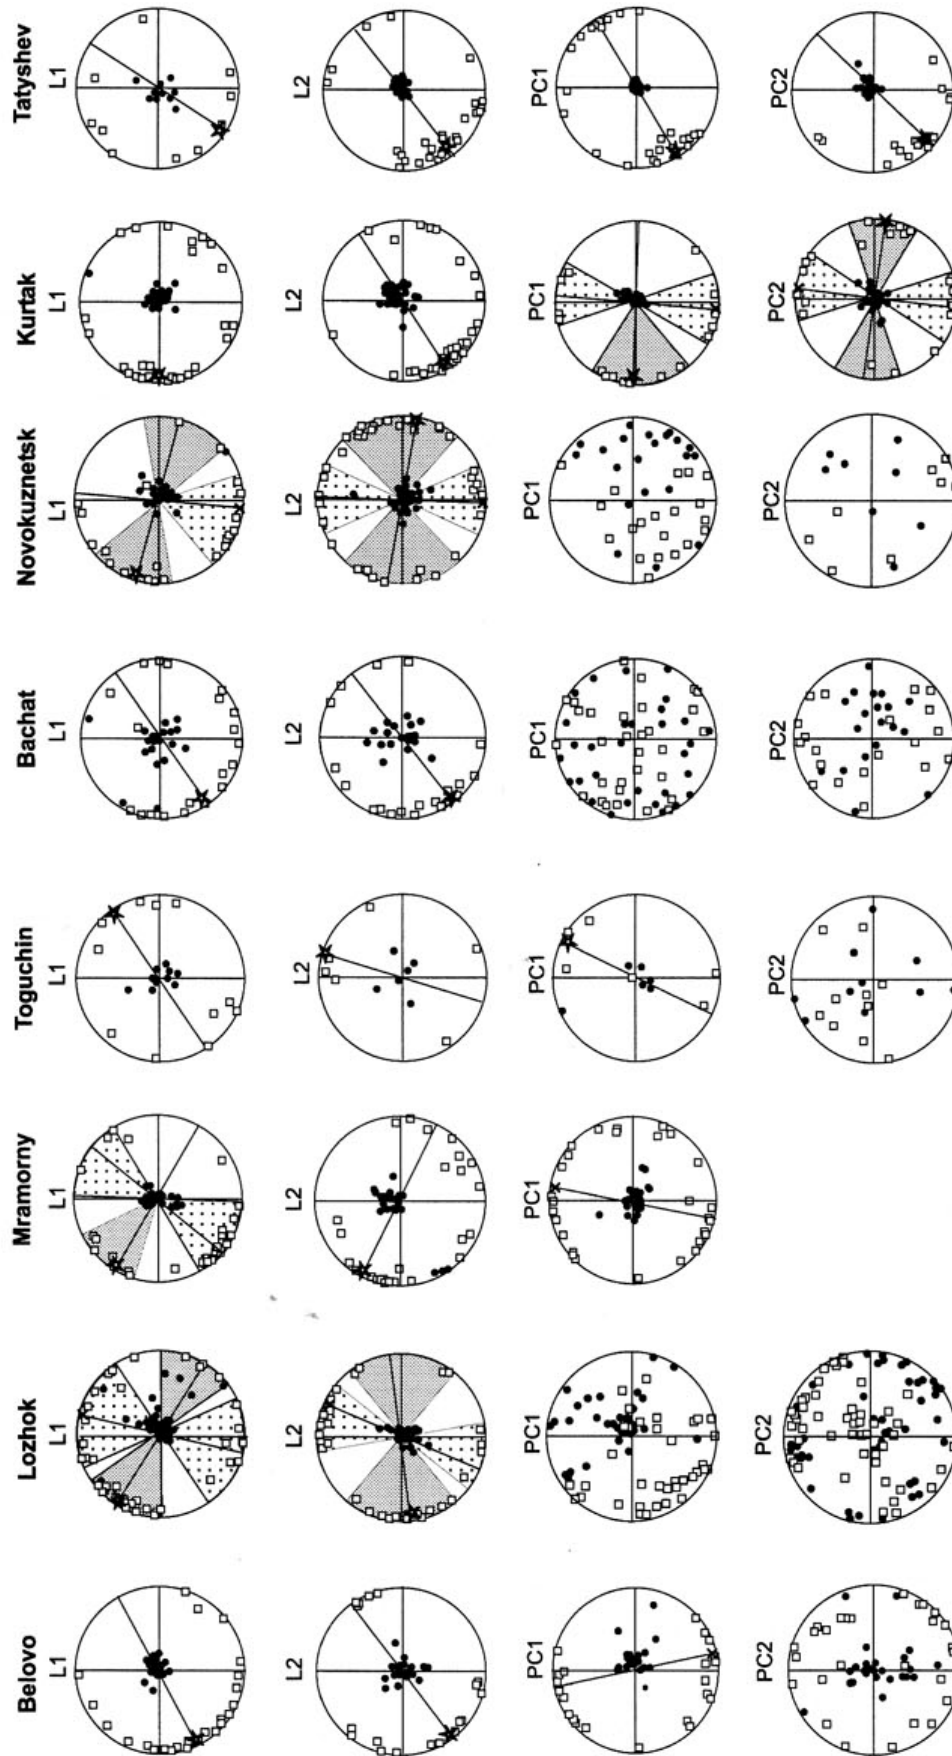 Belovo Lozhok Mramorny Toguchin Bachat Novokuznetsk Kurtak Tatyshev
L1 L1 L1 L1 L1 L1 L1 L1
L2 L2 L2 L2 L2 L2 L2 L2
PC1 PC1 PC1 PC1 PC1 PC1 PC1 PC1
PC2 PC2 PC2 PC2 PC2 PC2 PC2